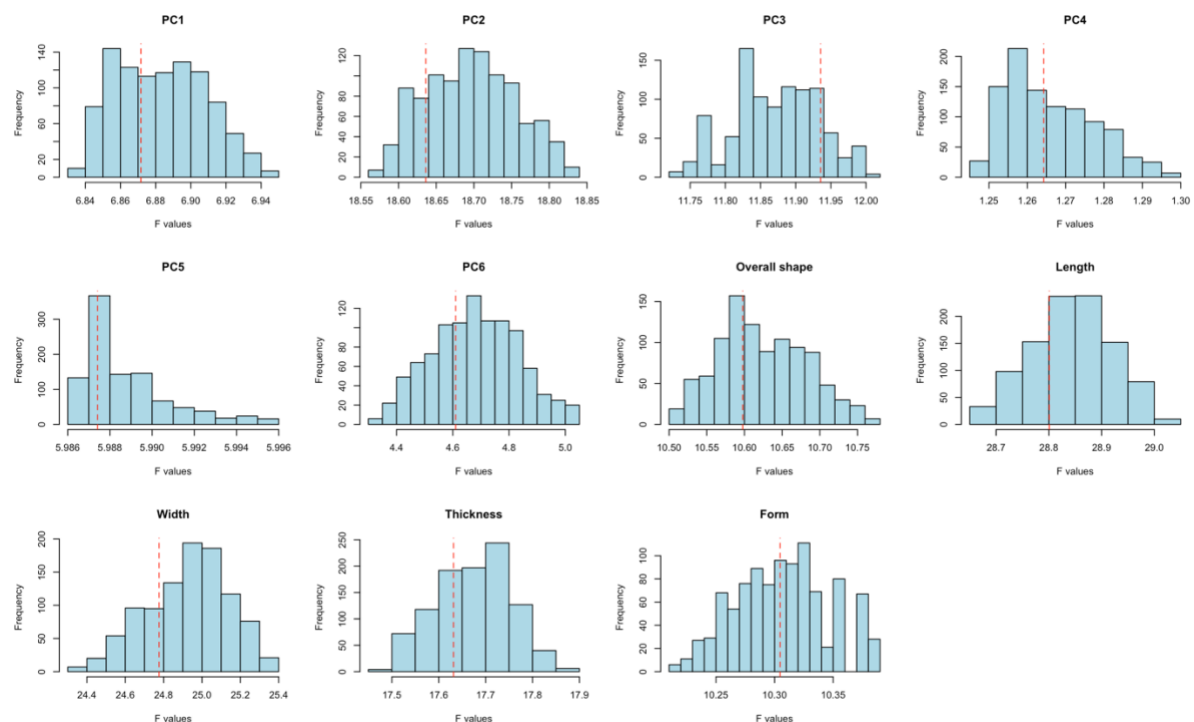 PC1
Frequency
0 20 60 100 140
6.84 6.86 6.88 6.90 6.92 6.94
F values
PC2
Frequency
0 20 40 60 80 120
18.55 18.60 18.65 18.70 18.75 18.80 18.85
F values
PC3
Frequency
0 50 100 150
11.75 11.80 11.85 11.90 11.95 12.00
F values
PC4
Frequency
0 50 100 150 200
1.25 1.26 1.27 1.28 1.29 1.30
F values
PC5
Frequency
0 100 200 300
5.986 5.988 5.990 5.992 5.994 5.996
F values
PC6
Frequency
0 20 40 60 80 120
4.4 4.6 4.8 5.0
F values
Overall shape
Frequency
0 50 100 150
10.50 10.55 10.60 10.65 10.70 10.75
F values
Length
Frequency
0 50 100 150 200
28.7 28.8 28.9 29.0
F values
Width
Frequency
0 50 100 150 200
24.4 24.6 24.8 25.0 25.2 25.4
F values
Thickness
Frequency
0 50 100 150 200 250
17.5 17.6 17.7 17.8 17.9
F values
Form
Frequency
0 20 40 60 80 100
10.25 10.30 10.35
F values